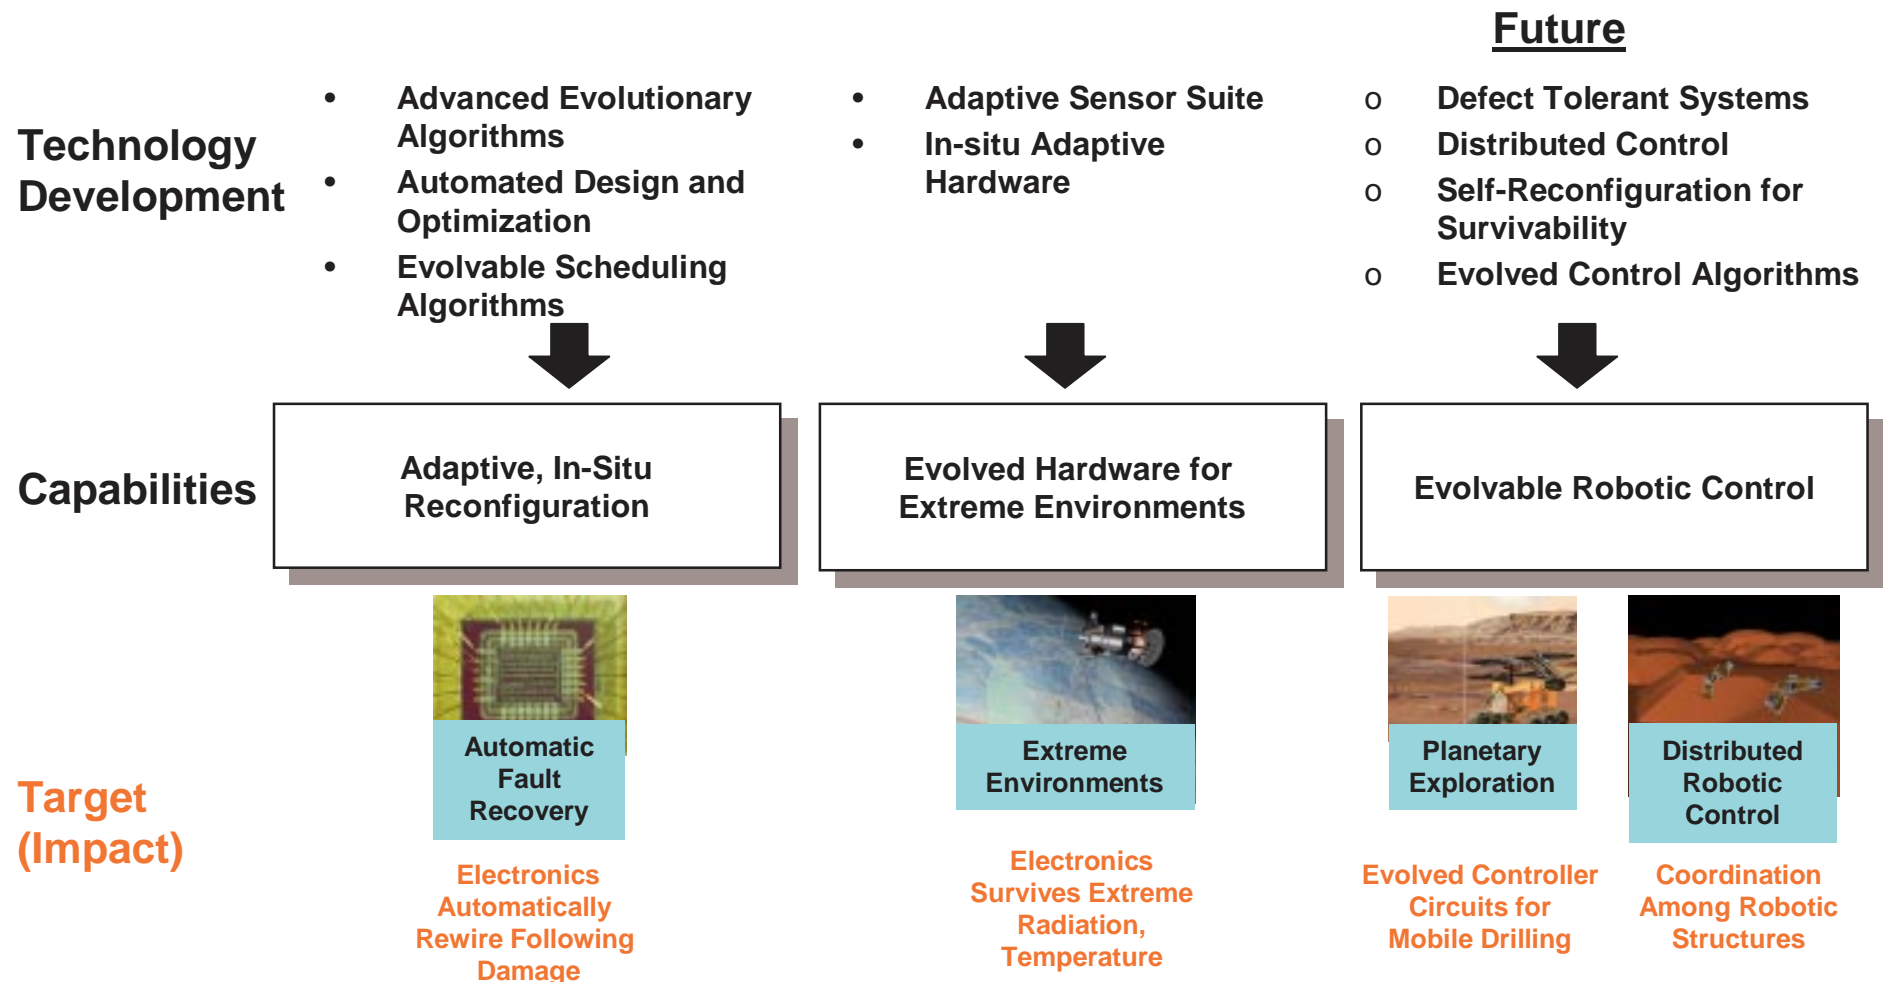 Future
Technology
Development
• Advanced Evolutionary
Algorithms
• Automated Design and
Optimization
• Evolvable Scheduling
Algorithms
• Adaptive Sensor Suite
• In-situ Adaptive
Hardware
o Defect Tolerant Systems
o Distributed Control
o Self-Reconfiguration for
Survivability
o Evolved Control Algorithms
Capabilities
Adaptive, In-Situ
Reconfiguration
Evolved Hardware for
Extreme Environments
Evolvable Robotic Control
Target
(Impact)
Automatic
Fault
Recovery
Electronics
Automatically
Rewire Following
Damage
Extreme
Environments
Electronics
Survives Extreme
Radiation,
Temperature
Planetary
Exploration
Evolved Controller
Circuits for
Mobile Drilling
Distributed
Robotic
Control
Coordination
Among Robotic
Structures